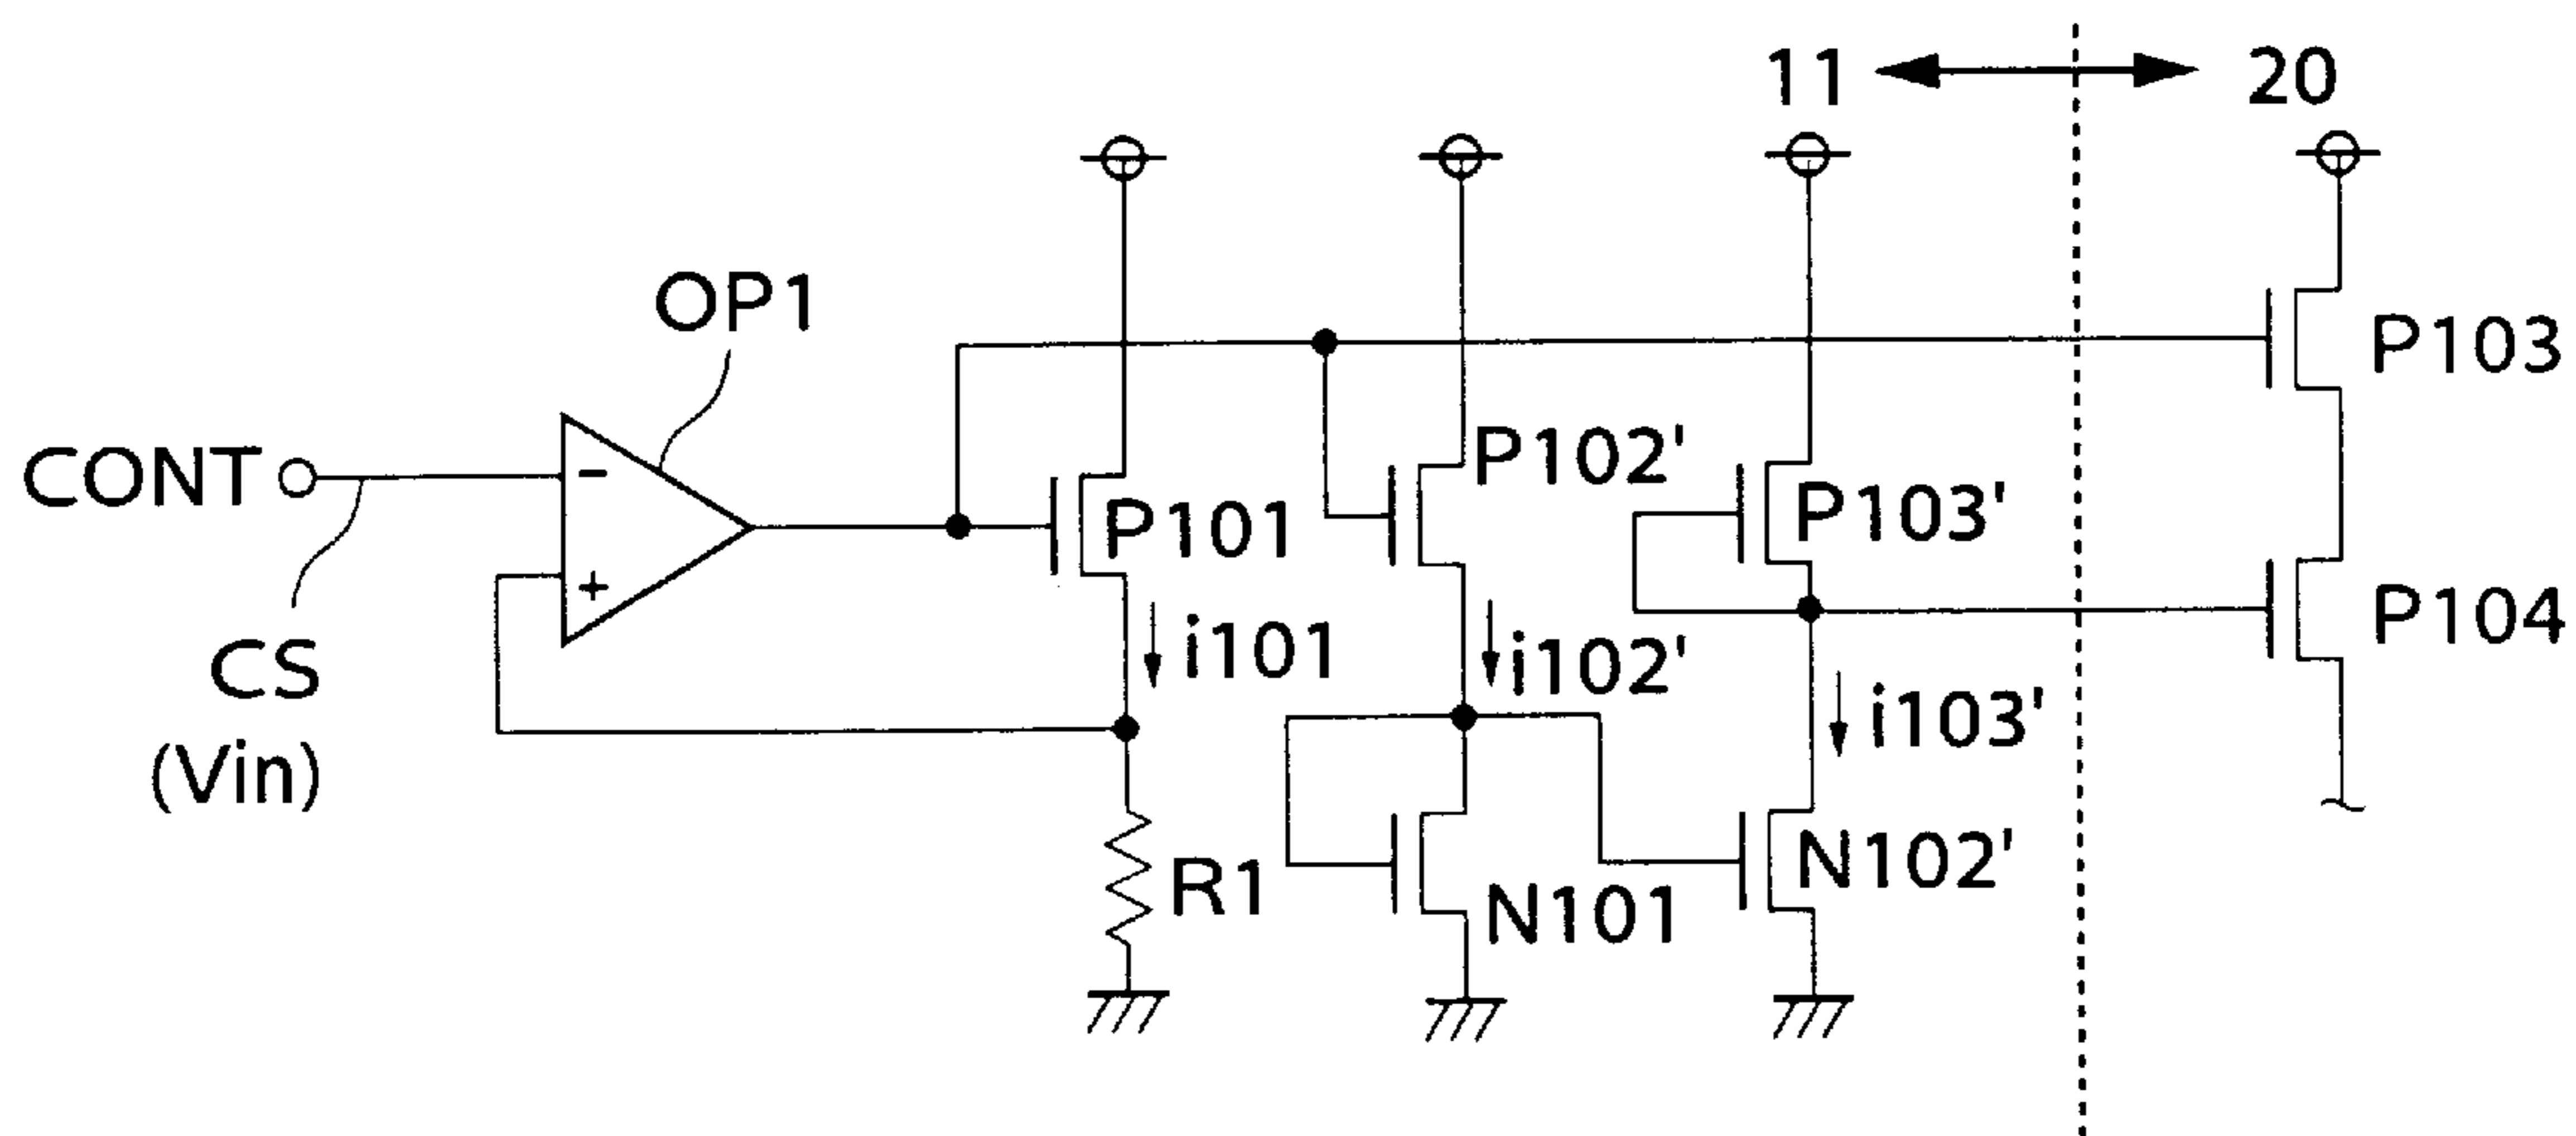 11
20
OP1
P103
P102'
CONT
-
P103'
P101
+
P104
i101
i102'
CS
i103'
(Vin)
N102'
R1
N101